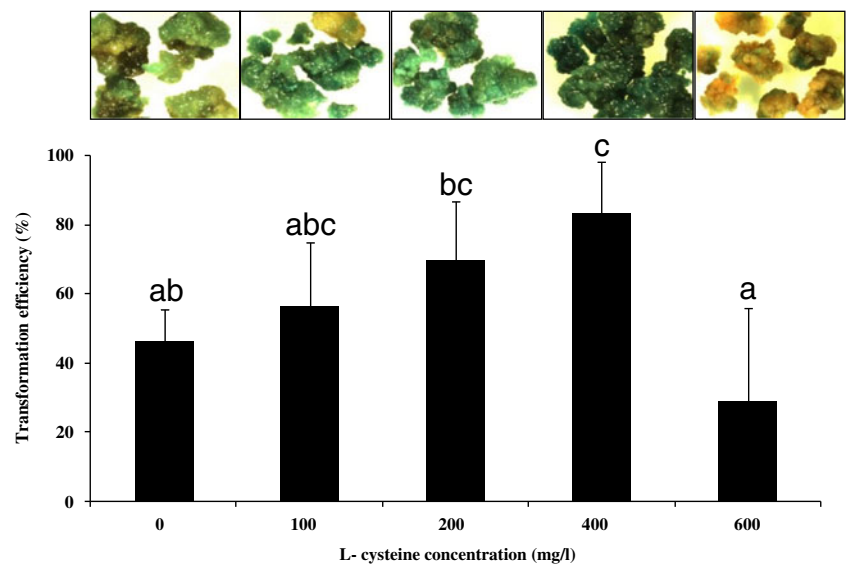 100
80
60
40
20
0
Transformation efficiency (%)
ab
abc
bc
c
a
0 100 200 400 600
L- cysteine concentration (mg/l)